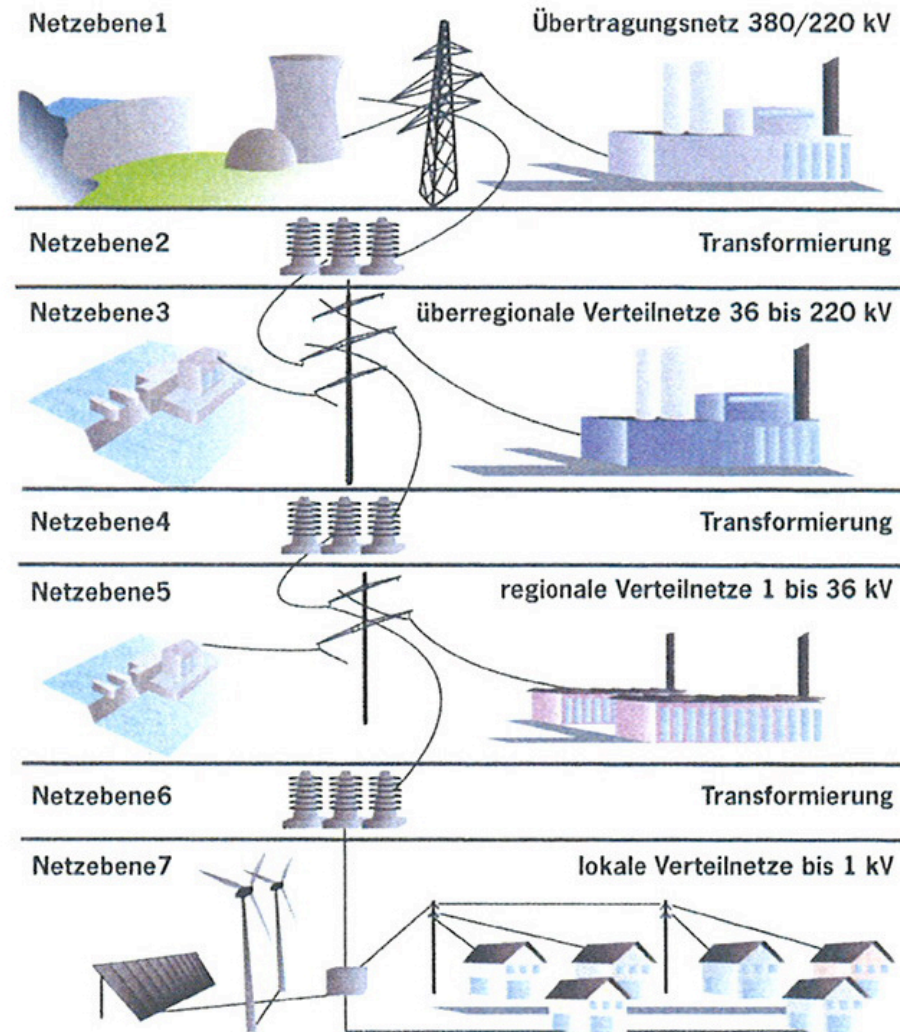 Netzebene1
Übertragungsnetz 380/220 kV
Netzebene2
Transformierung
Netzebene3
überregionale Verteilnetze 36 bis 220 kV
Netzebene4
Transformierung
Netzebene5
regionale Verteilnetze 1 bis 36 kV
Netzebene6
Transformierung
Netzebene7
lokale Verteilnetze bis 1 kV